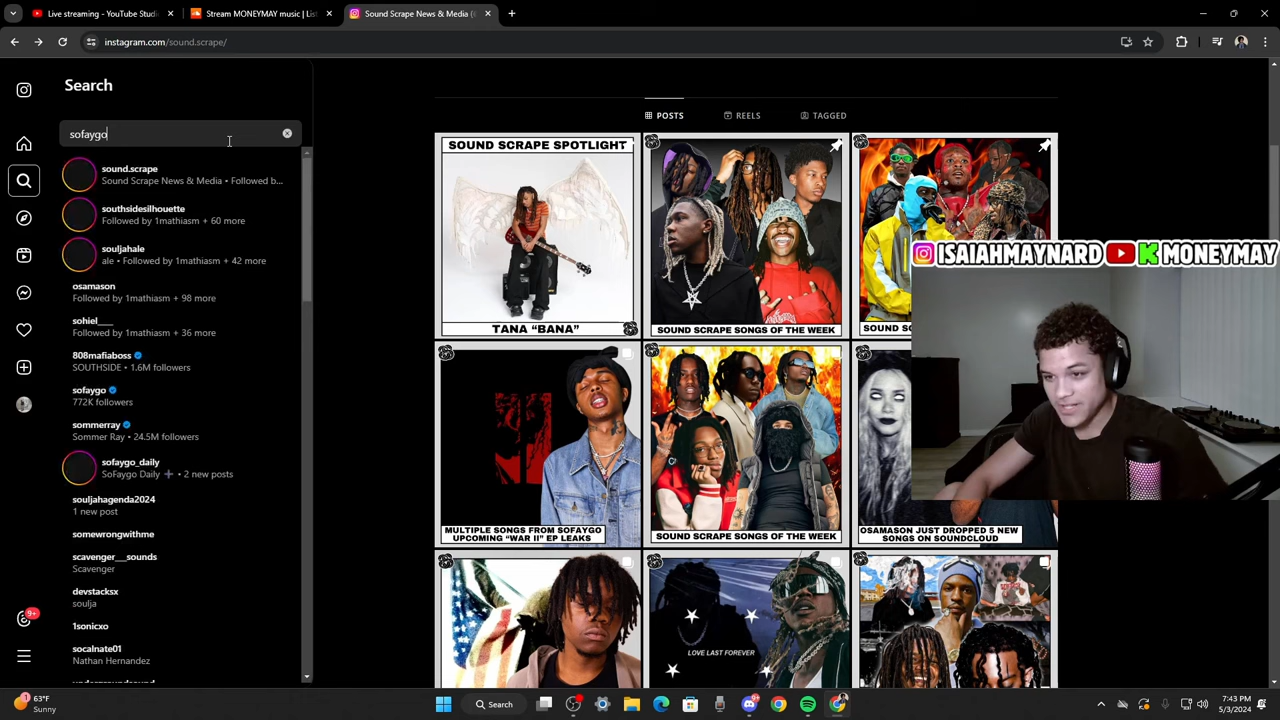 Live streaming - YouTube Studi
Stream MONEYMAY music | Lis
Sound Scrape News & Media (@
instagram.com/sound.scrape/
Search
sofaygo
sound.scrape
Sound Scrape News & Media • Followed b...
southsidesilhouette
Followed by 1mathiasm + 60 more
souljahale
ale • Followed by 1mathiasm + 42 more
osamason
Followed by 1mathiasm + 98 more
sohiel___
Followed by 1mathiasm + 36 more
808mafiaboss
SOUTHSIDE • 1.6M followers
sofaygo
772K followers
sommerray
Sommer Ray • 24.5M followers
sofaygo_daily
SoFaygo Daily • 2 new posts
souljahagenda2024
1 new post
somewrongwithme
scavenger___sounds
Scavenger
devstacksx
soulja
1sonicxo
socalnate01
Nathan Hernandez
9+
POSTS
REELS
TAGGED
SOUND SCRAPE SPOTLIGHT
TANA “BANA”
SOUND SCRAPE SONGS OF THE WEEK
SOUND SC
ISAIAHMAYNARD
K MONEYMAY
MULTIPLE SONGS FROM SOFAYGO
UPCOMING “WAR II” EP LEAKS
SOUND SCRAPE SONGS OF THE WEEK
OSAMASON JUST DROPPED 5 NEW
SONGS ON SOUNDCLOUD
LOVE LAST FOREVER
63°F
Sunny
Search
7:43 PM
5/3/2024